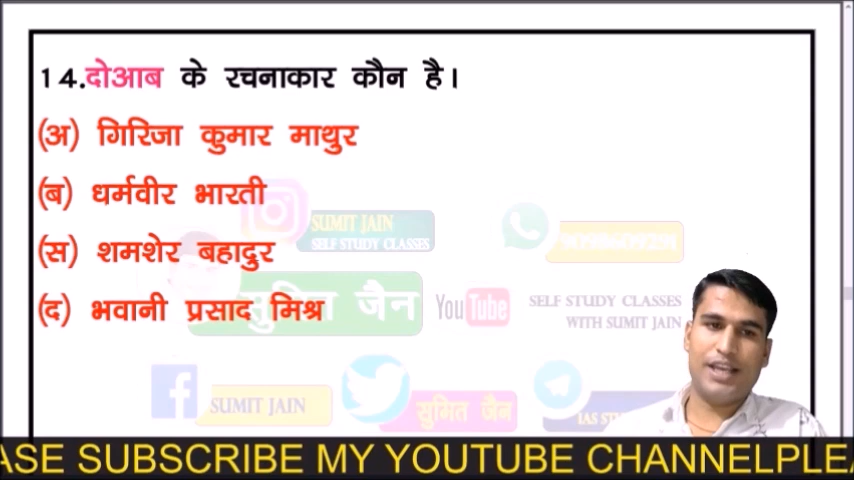 14.दोआब के रचनाकार कौन है।
(अ) गिरिजा कुमार माथुर
(ब) धर्मवीर भारती
(स) शमशेर बहादुर
(द) भवानी प्रसाद मिश्र
SUMIT JAIN
SELF STUDY CLASSES
सुमित जैन
YouTube
SELF STUDY CLASSES
WITH SUMIT JAIN
SUMIT JAIN
सुमित जैन
IAS
ASE SUBSCRIBE MY YOUTUBE CHANNELPLEA